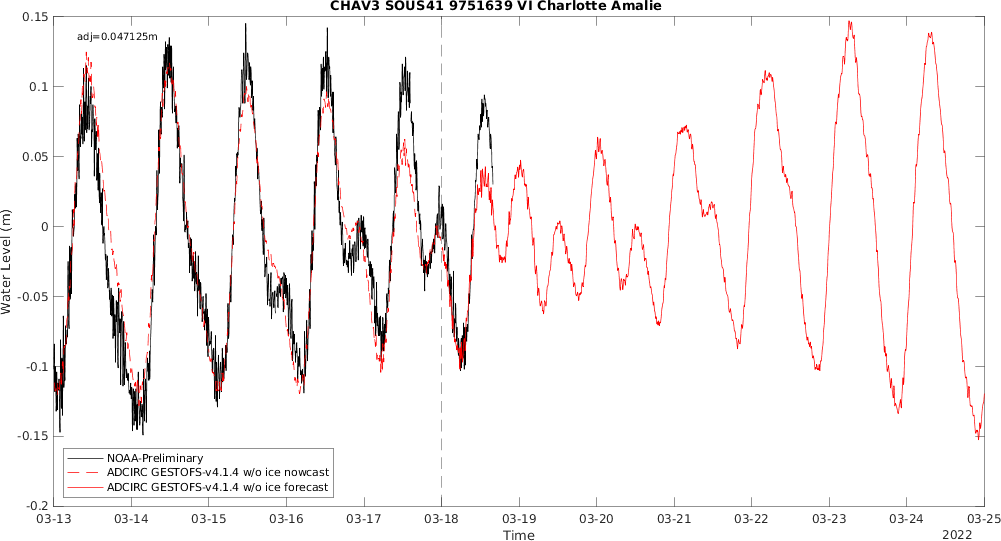 CHAV3 SOUS41 9751639 VI Charlotte Amalie
adj=0.047125m
0.15
0.1
0.05
0
-0.05
-0.1
-0.15
-0.2
Water Level (m)
NOAA-Preliminary
ADCIRC GESTOFS-v4.1.4 w/o ice nowcast
ADCIRC GESTOFS-v4.1.4 w/o ice forecast
03-13 03-14 03-15 03-16 03-17 03-18 03-19 03-20 03-21 03-22 03-23 03-24 03-25
Time
2022